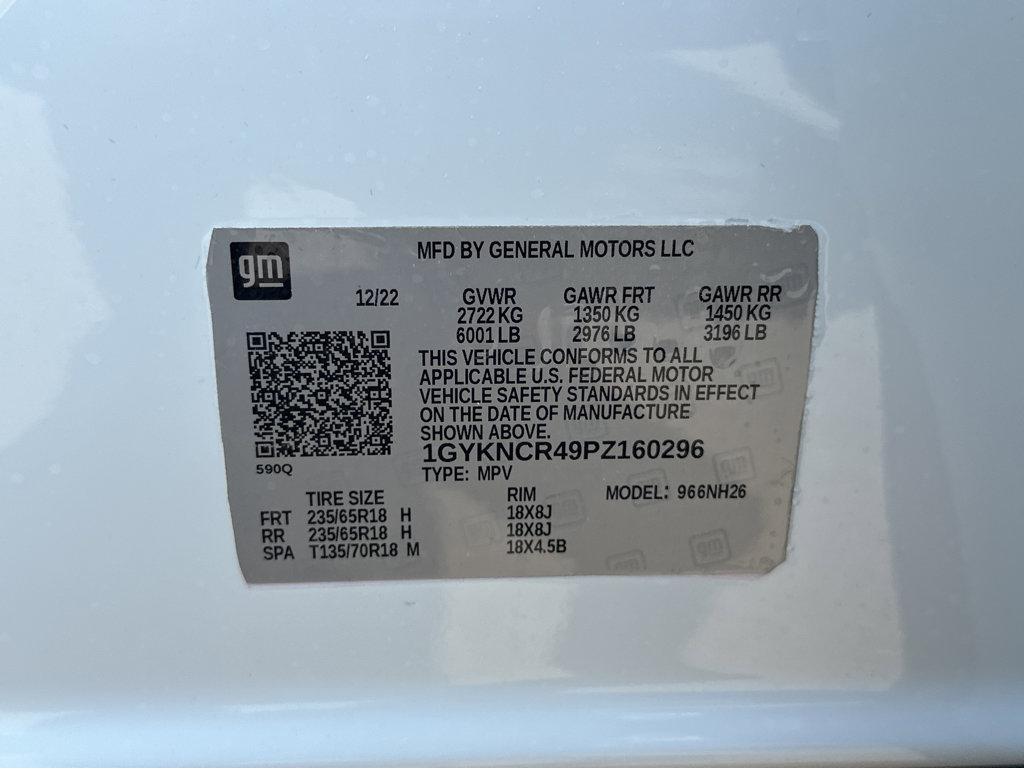 gm
MFD BY GENERAL MOTORS LLC
12/22 GVWR GAWR FRT GAWR RR
2722 KG 1350 KG 1450 KG
6001 LB 2976 LB 3196 LB
THIS VEHICLE CONFORMS TO ALL
APPLICABLE U.S. FEDERAL MOTOR
VEHICLE SAFETY STANDARDS IN EFFECT
ON THE DATE OF MANUFACTURE
SHOWN ABOVE.
1GYKNCR49PZ160296
590Q
TYPE: MPV
TIRE SIZE RIM MODEL: 966NH26
FRT 235/65R18 H 18X8J
RR 235/65R18 H 18X8J
SPA T135/70R18 M 18X4.5B